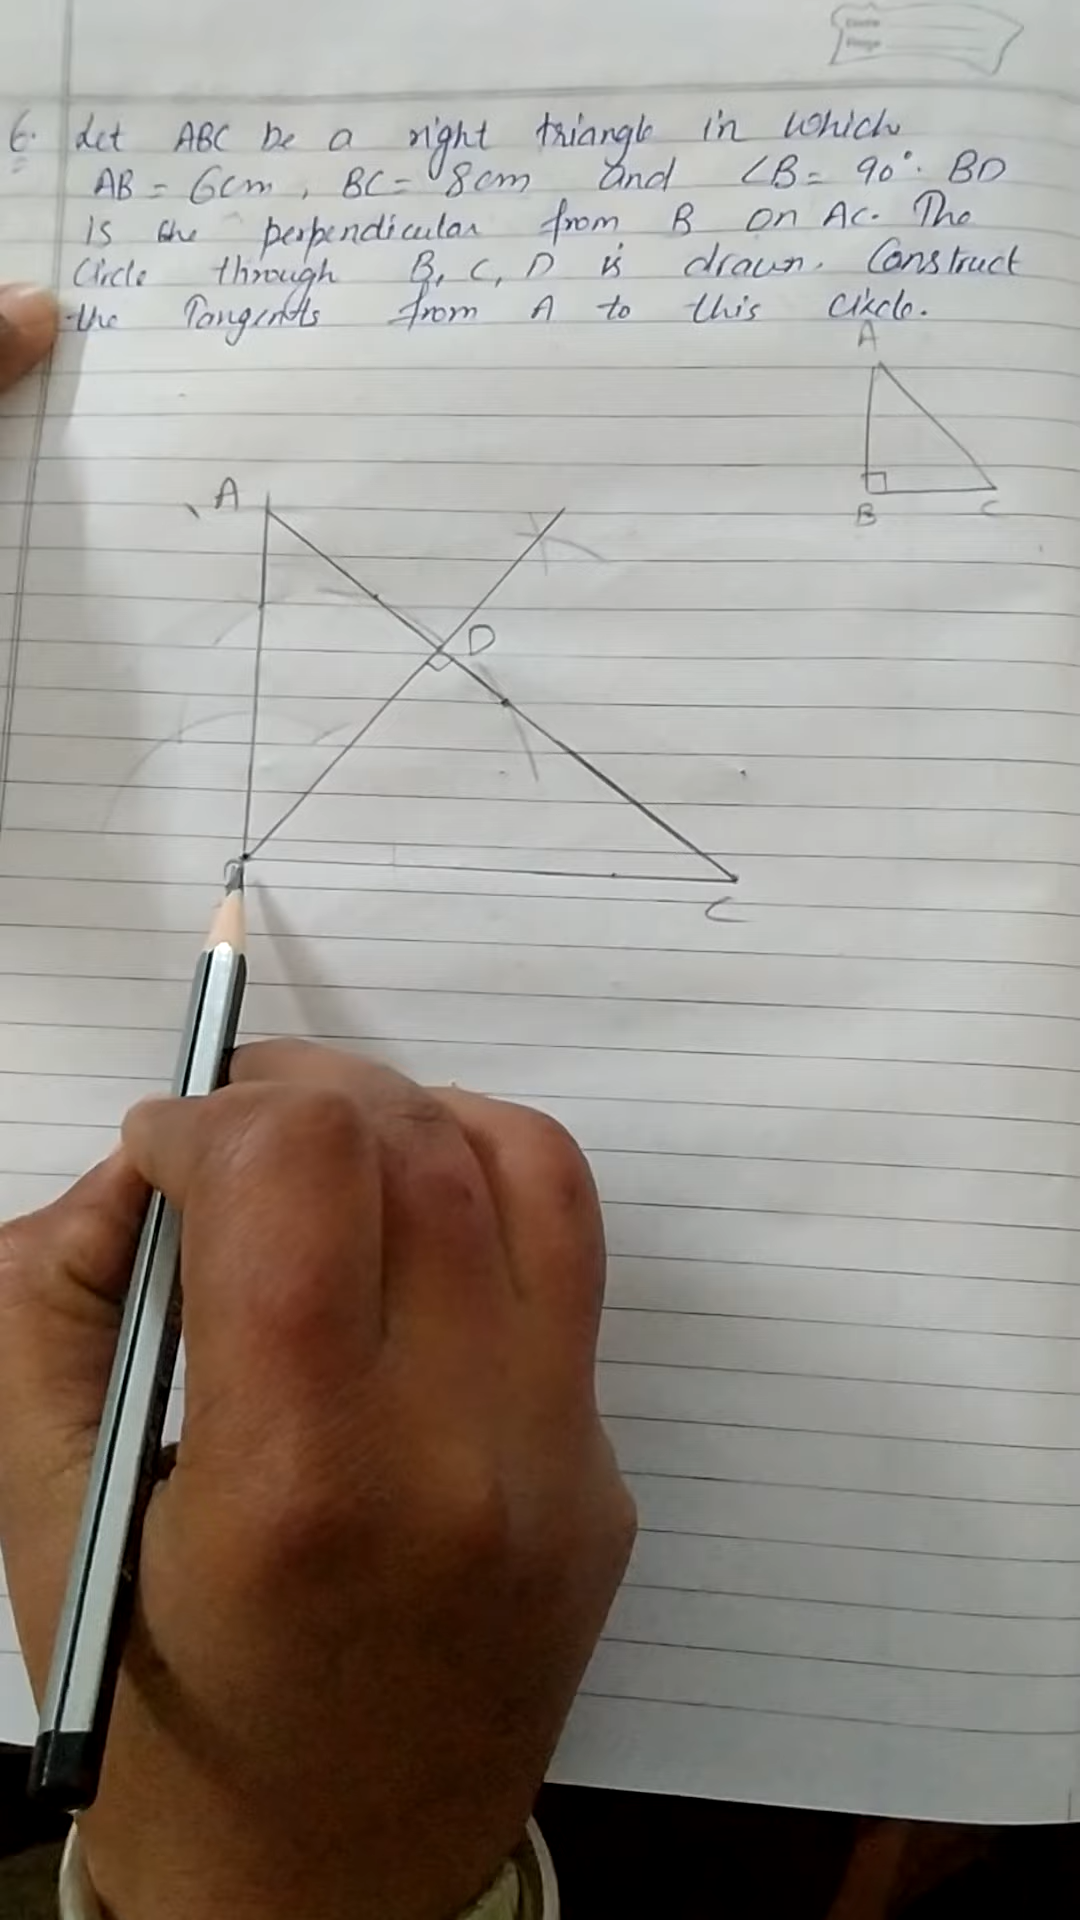 6. Let ABC be a right triangle in which
AB = 6cm, BC = 8cm and ∠B = 90°. BD
is the perpendicular from B on AC. The
Circle through B, C, D is drawn. Construct
the Tangents from A to this circle.
A
B
C
A
D
C